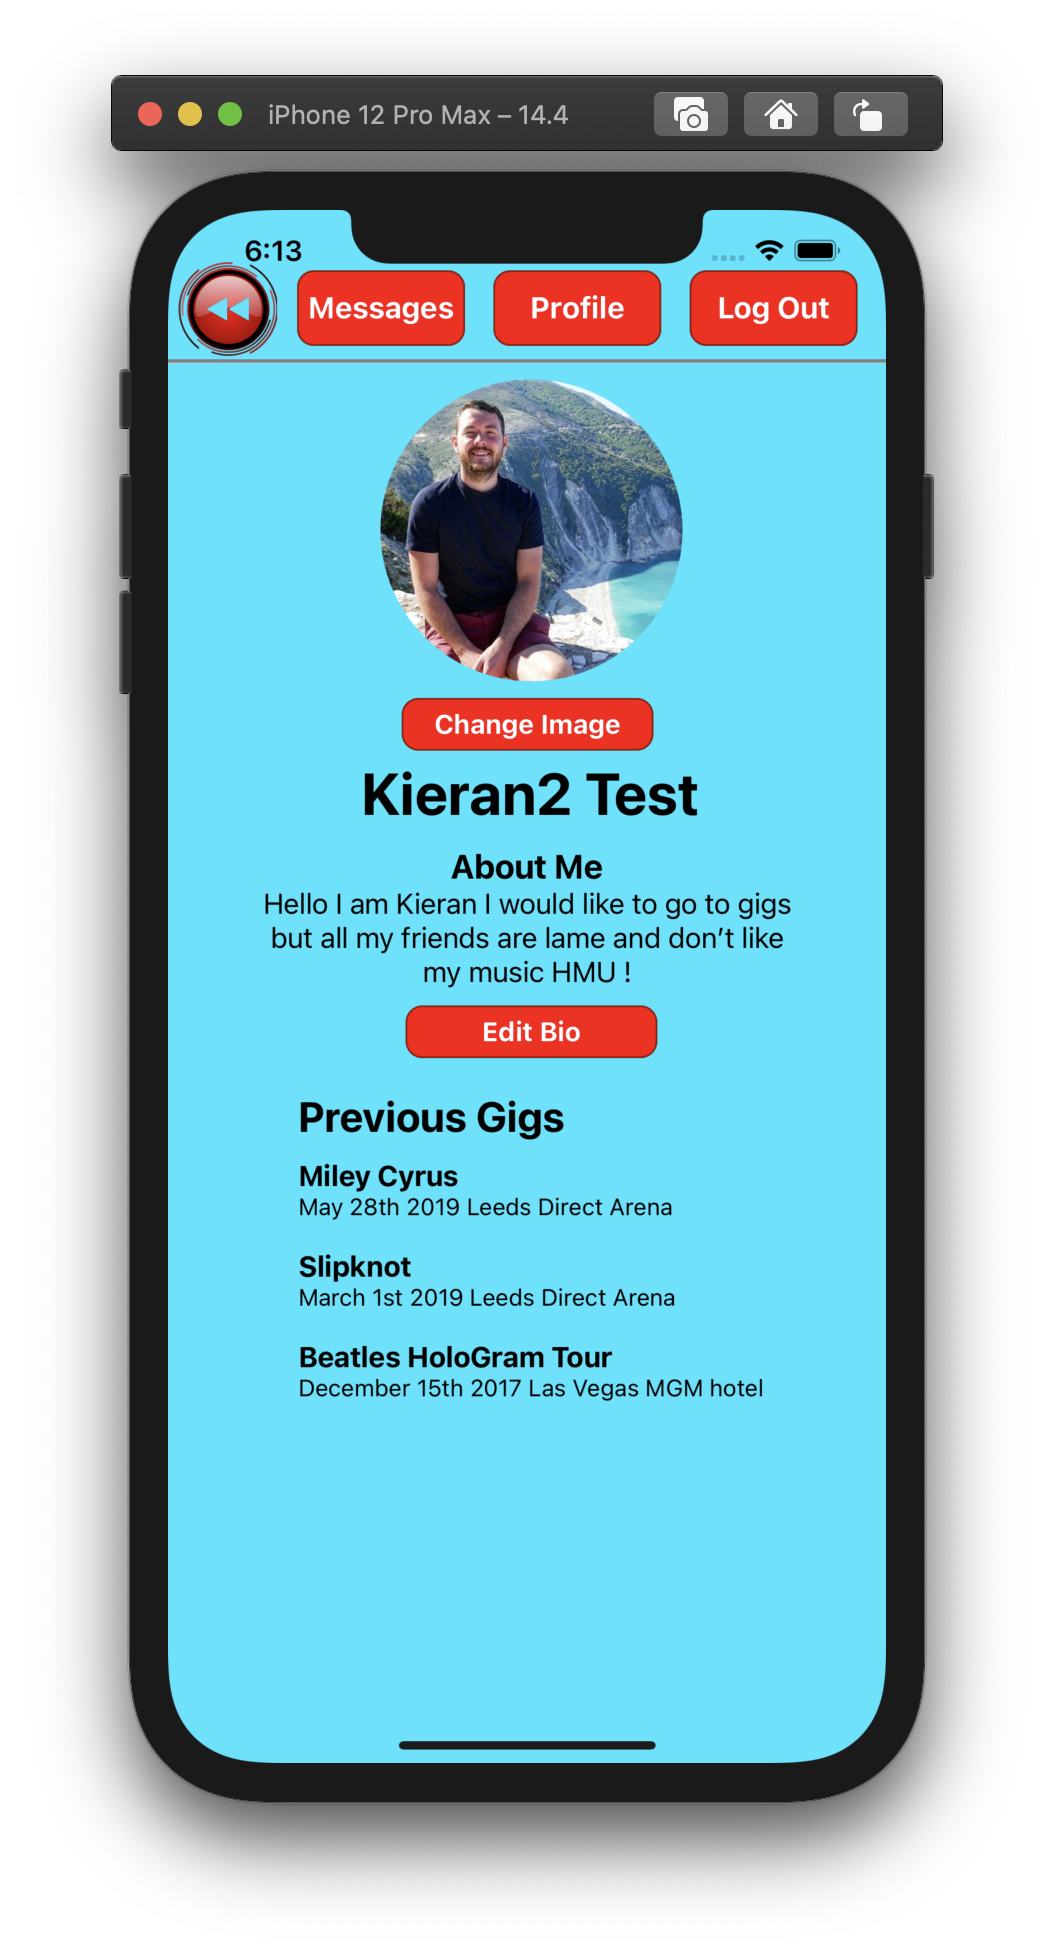 iPhone 12 Pro Max – 14.4
6:13
Messages
Profile
Log Out
Change Image
Kieran2 Test
About Me
Hello I am Kieran I would like to go to gigs
but all my friends are lame and don’t like
my music HMU !
Edit Bio
Previous Gigs
Miley Cyrus
May 28th 2019 Leeds Direct Arena
Slipknot
March 1st 2019 Leeds Direct Arena
Beatles HoloGram Tour
December 15th 2017 Las Vegas MGM hotel